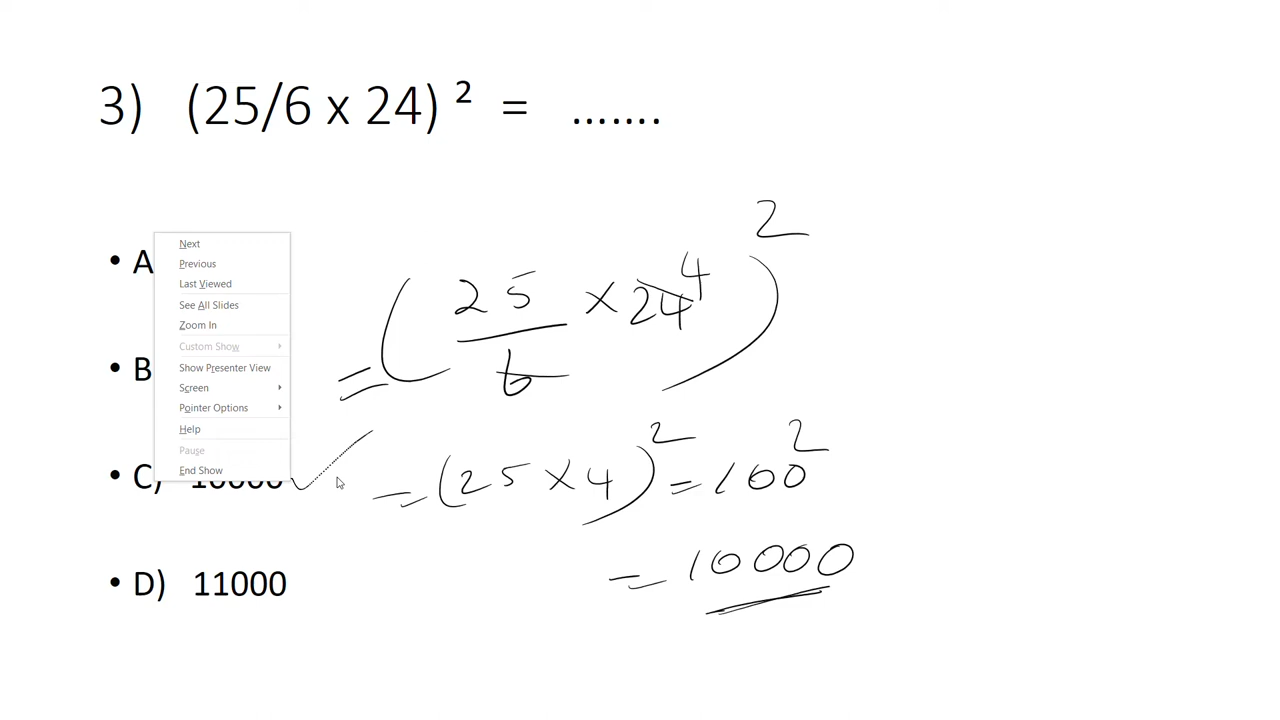 3) (25/6 x 24) ² = .......
• A
Next
Previous
Last Viewed
See All Slides
Zoom In
Custom Show
Show Presenter View
Screen
Pointer Options
Help
Pause
End Show
• B
= (25/6 × 24 4)2
• C) 10000
= (25 × 4)2 = 1002
= 10000
• D) 11000